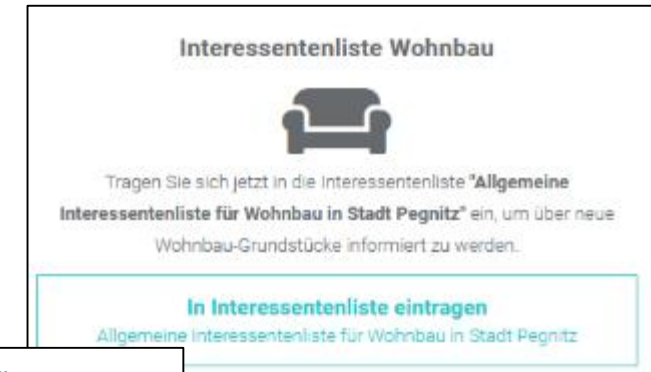 Interessentenliste Wohnbau
Tragen Sie sich jetzt in die Interessentenliste "Allgemeine
Interessentenliste für Wohnbau in Stadt Pegnitz" ein, um über neue
Wohnbau-Grundstücke informiert zu werden.
In Interessentenliste eintragen
Allgemeine Interessentenliste für Wohnbau in Stadt Pegnitz